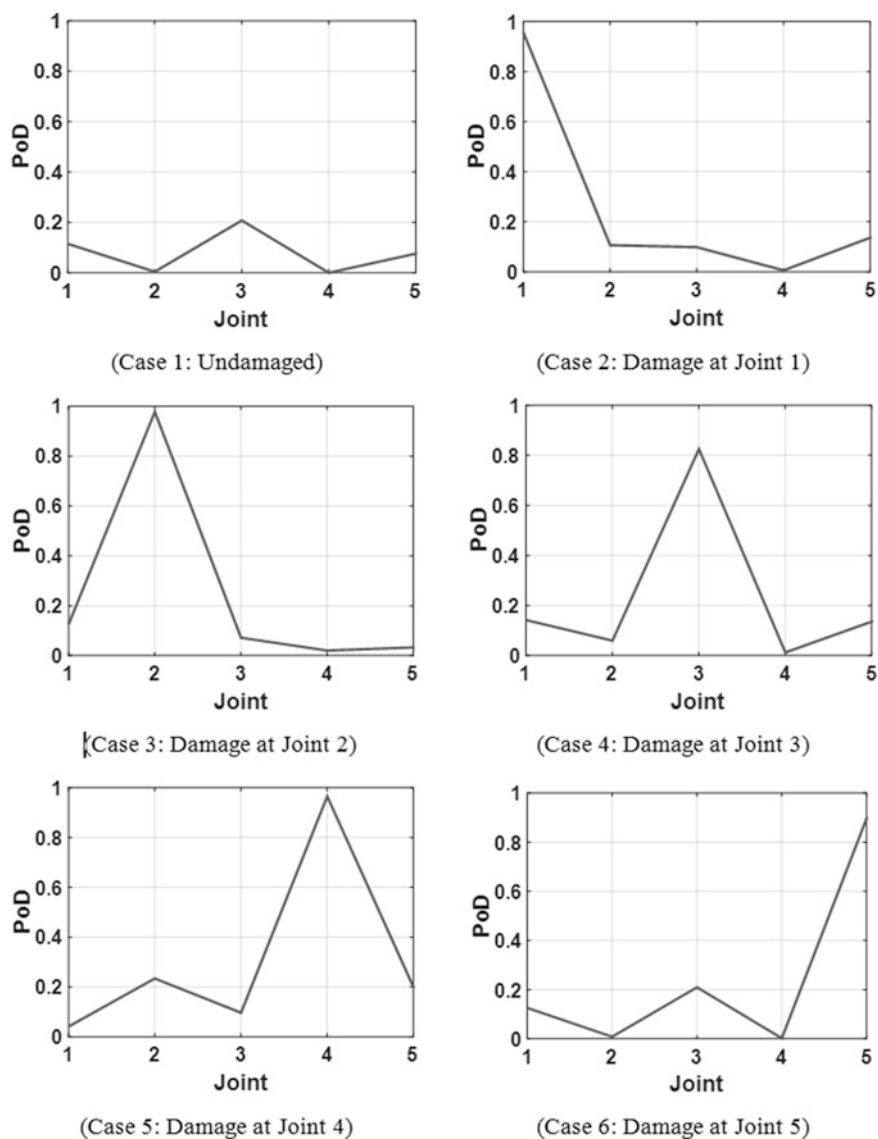 1
0.8
0.6
0.4
0.2
0
PoD
1 2 3 4 5
Joint
(Case 1: Undamaged)
1
0.8
0.6
0.4
0.2
0
PoD
1 2 3 4 5
Joint
(Case 2: Damage at Joint 1)
1
0.8
0.6
0.4
0.2
0
PoD
1 2 3 4 5
Joint
(Case 3: Damage at Joint 2)
1
0.8
0.6
0.4
0.2
0
PoD
1 2 3 4 5
Joint
(Case 4: Damage at Joint 3)
1
0.8
0.6
0.4
0.2
0
PoD
1 2 3 4 5
Joint
(Case 5: Damage at Joint 4)
1
0.8
0.6
0.4
0.2
0
PoD
1 2 3 4 5
Joint
(Case 6: Damage at Joint 5)